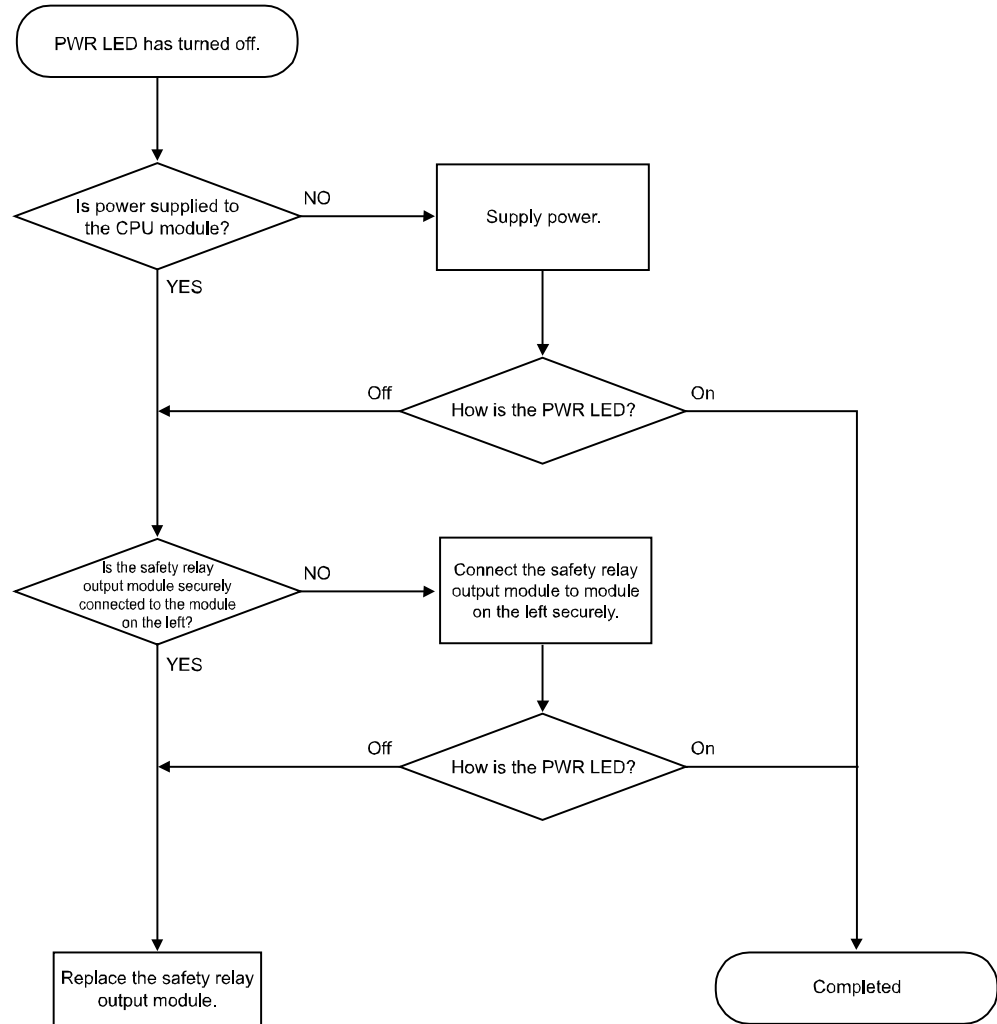 PWR LED has turned off.
Is power supplied to
the CPU module?
NO
Supply power.
YES
Off
How is the PWR LED?
On
Is the safety relay
output module securely
connected to the module
on the left?
NO
Connect the safety relay
output module to module
on the left securely.
YES
Off
How is the PWR LED?
On
Replace the safety relay
output module.
Completed